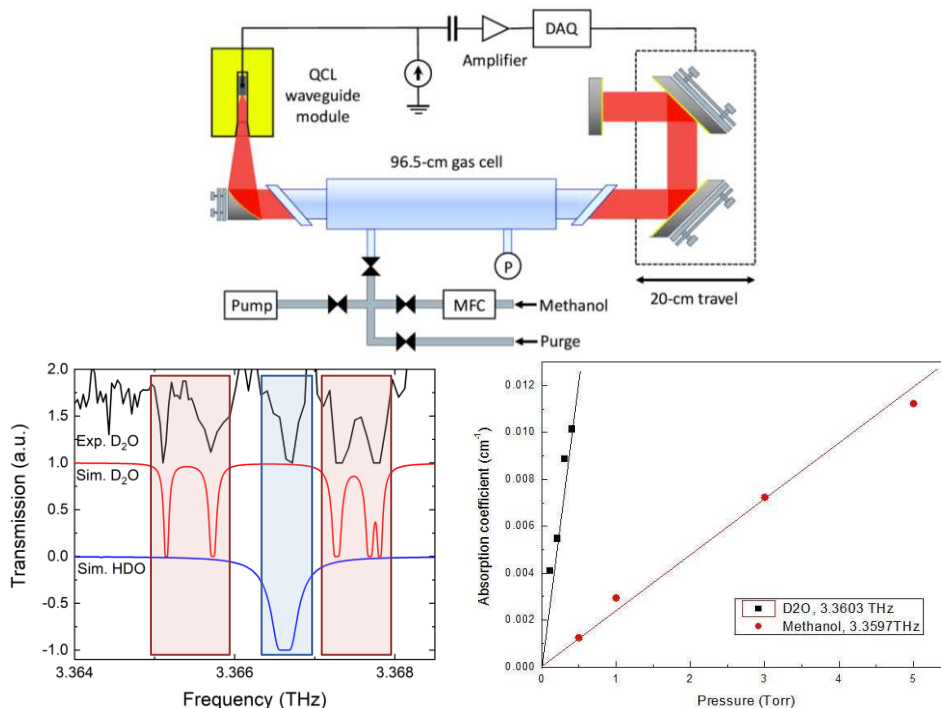 DAQ
Amplifier
QCL
waveguide
module
96.5-cm gas cell
P
20-cm travel
Pump
MFC
Methanol
Purge
2.0
1.5
1.0
0.5
0.0
-0.5
-1.0
Transmission (a.u.)
Exp. D₂O
Sim. D₂O
Sim. HDO
3.364
3.366
3.368
Frequency (THz)
0.012
0.010
0.008
0.006
0.004
0.002
0.000
Absorption coefficient (cm⁻¹)
D2O, 3.3603 THz
Methanol, 3.3597THz
0
1
2
3
4
5
Pressure (Torr)